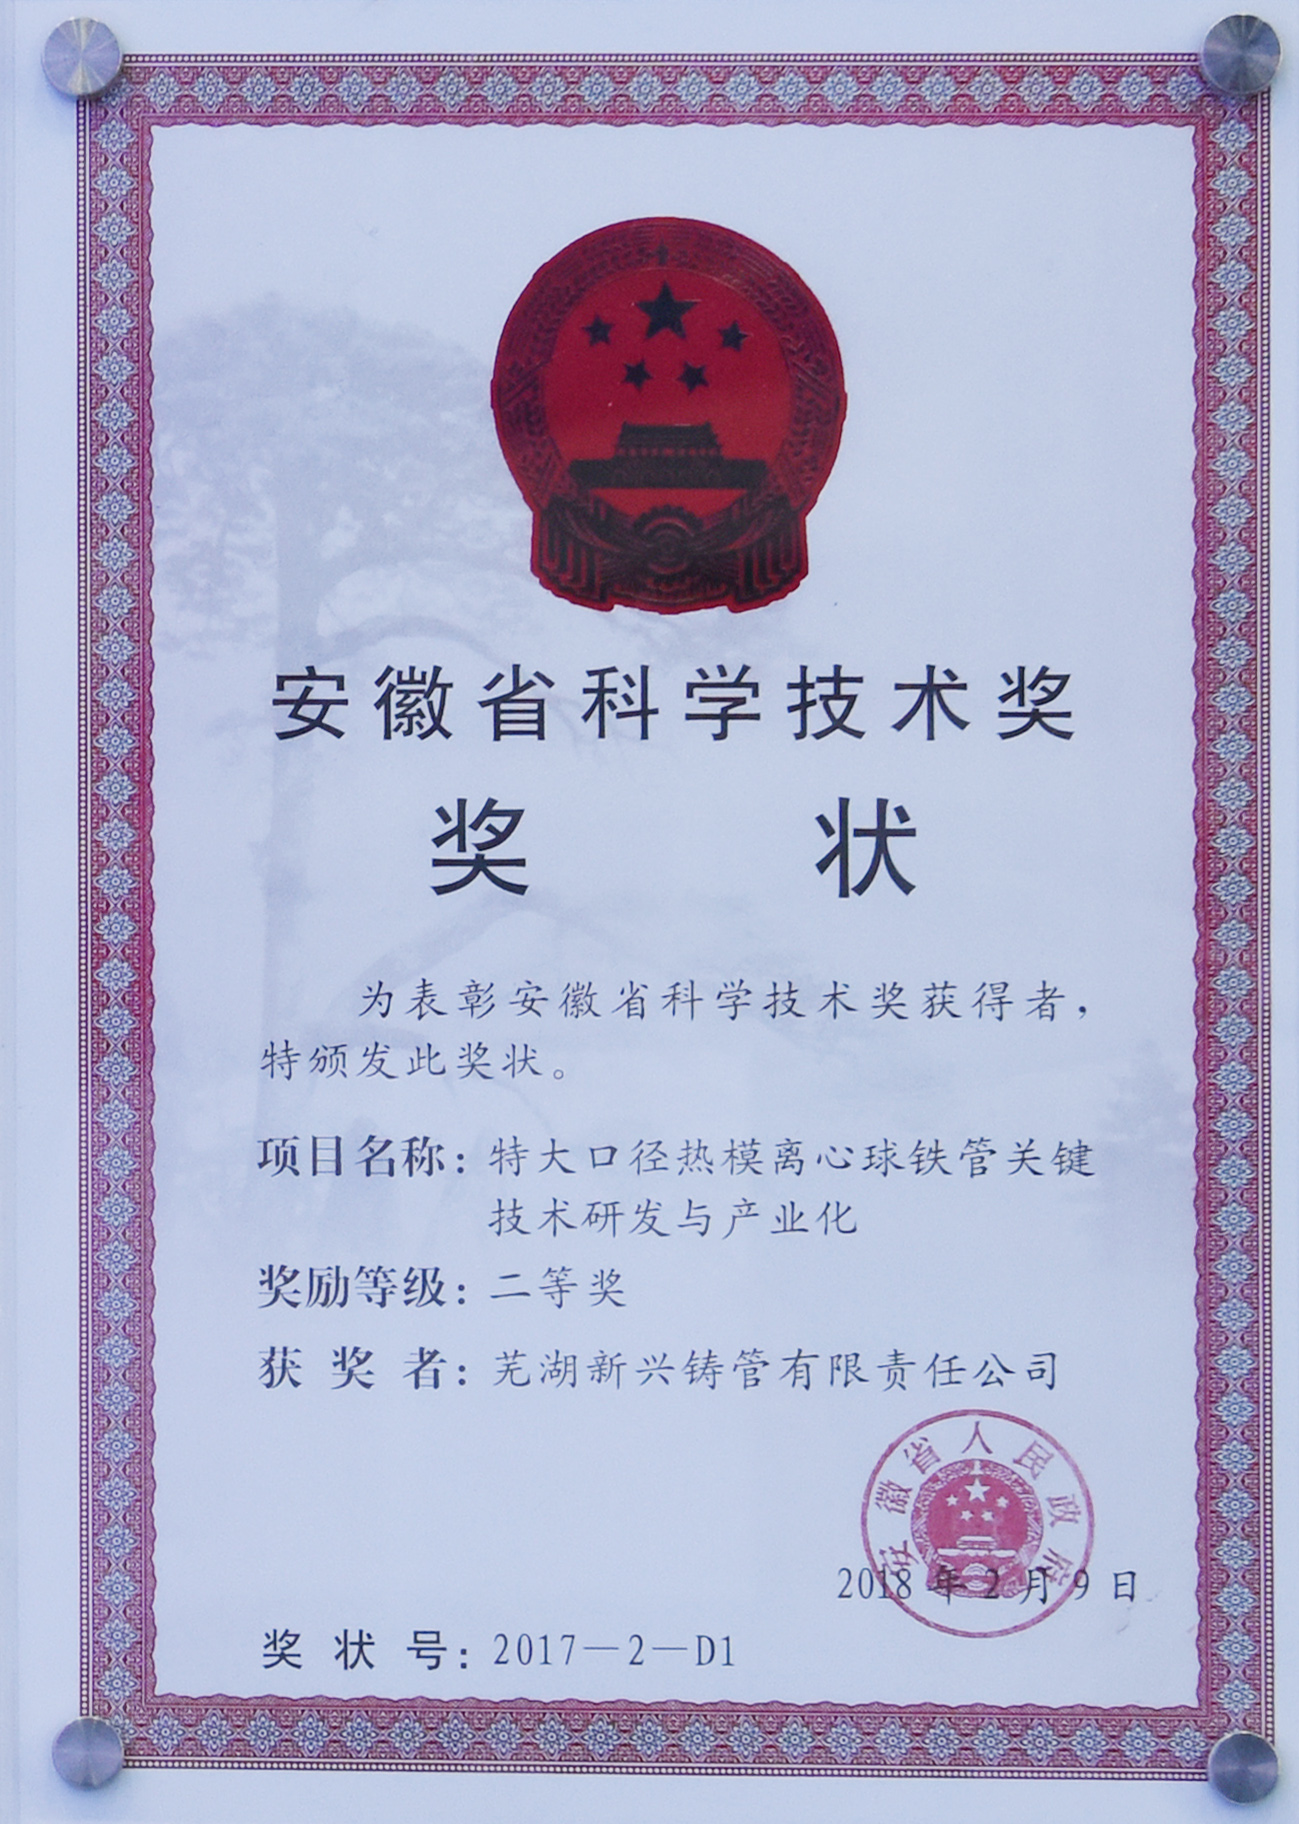 安徽省科学技术奖
奖状
为表彰安徽省科学技术奖获得者，
特颁发此奖状。
项目名称：特大口径热模离心球铁管关键
技术研发与产业化
奖励等级：二等奖
获奖者：芜湖新兴铸管有限责任公司
安徽省人民政府
2018年2月9日
奖状号：2017－2－D1